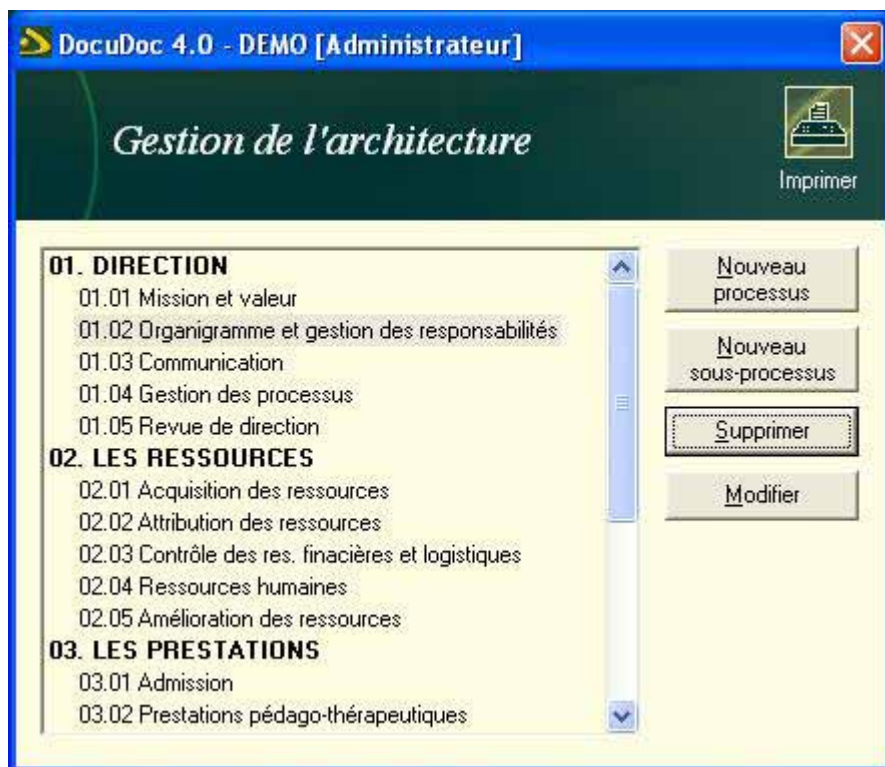 DocuDoc 4.0 - DEMO [Administrateur]
Gestion de l'architecture
Imprimer
01. DIRECTION
01.01 Mission et valeur
01.02 Organigramme et gestion des responsabilités
01.03 Communication
01.04 Gestion des processus
01.05 Revue de direction
02. LES RESSOURCES
02.01 Acquisition des ressources
02.02 Attribution des ressources
02.03 Contrôle des res. finacières et logistiques
02.04 Ressources humaines
02.05 Amélioration des ressources
03. LES PRESTATIONS
03.01 Admission
03.02 Prestations pédago-thérapeutiques
Nouveau
processus
Nouveau
sous-processus
Supprimer
Modifier